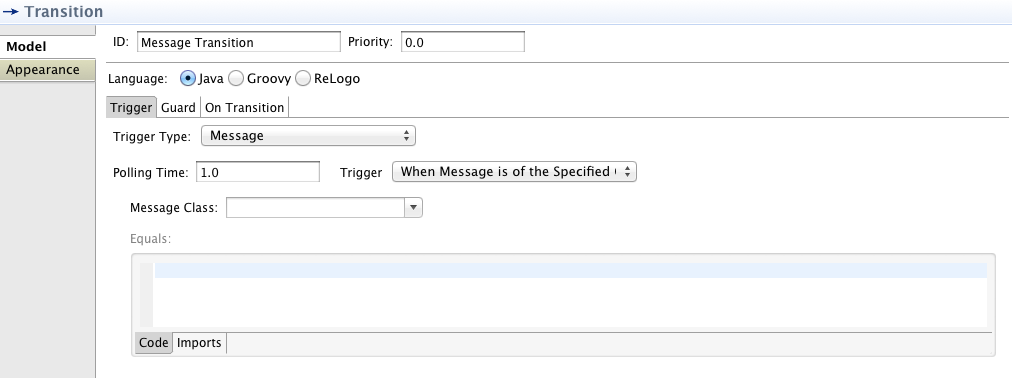 Transition
Model
Appearance
ID: Message Transition Priority: 0.0
Language: Java Groovy ReLogo
Trigger Guard On Transition
Trigger Type: Message
Polling Time: 1.0 Trigger When Message is of the Specified
Message Class:
Equals:
Code Imports